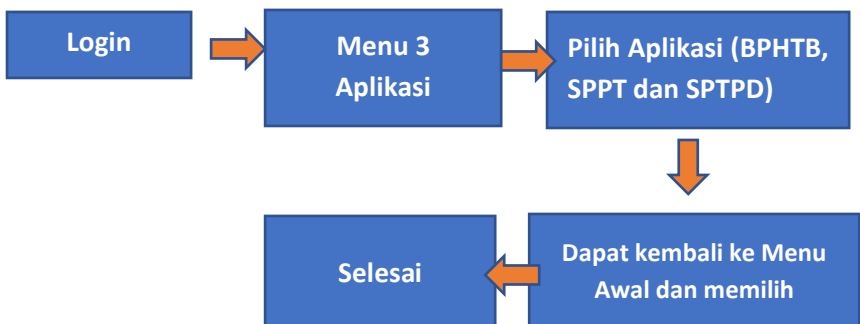 Login
Menu 3
Aplikasi
Pilih Aplikasi (BPHTB,
SPPT dan SPTPD)
Dapat kembali ke Menu
Awal dan memilih
Selesai